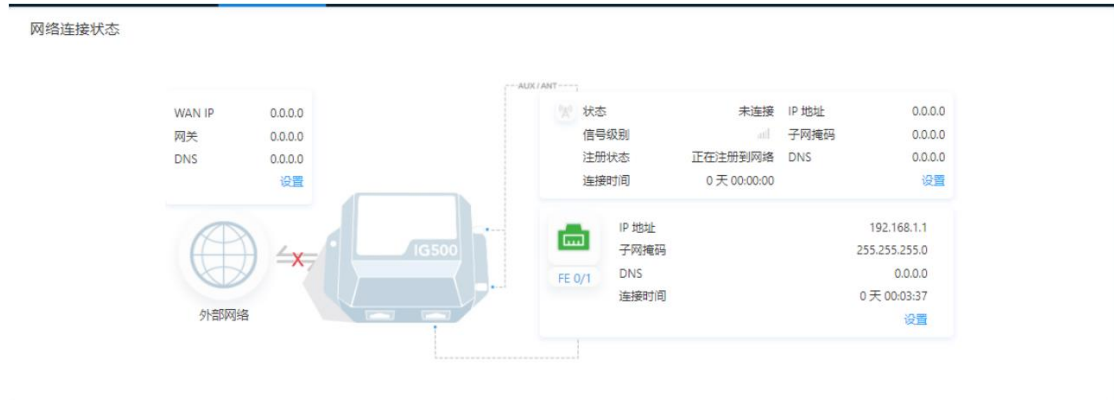 网络连接状态
AUX / ANT
WAN IP 0.0.0.0
网关 0.0.0.0
DNS 0.0.0.0
设置
状态 未连接 IP 地址 0.0.0.0
信号级别 子网掩码 0.0.0.0
注册状态 正在注册到网络 DNS 0.0.0.0
连接时间 0 天 00:00:00 设置
IG500
外部网络
FE 0/1
IP 地址 192.168.1.1
子网掩码 255.255.255.0
DNS 0.0.0.0
连接时间 0 天 00:03:37
设置